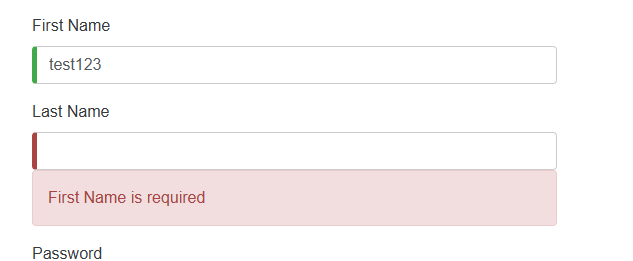 First Name
test123
Last Name
First Name is required
Password